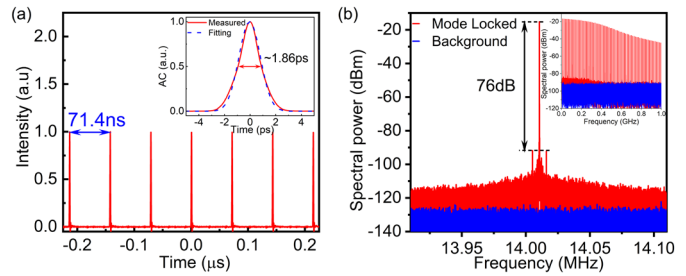 (a)
2.0
1.5
1.0
0.5
0.0
Intensity (a.u)
71.4ns
-0.2
-0.1
0.0
0.1
0.2
Time (μs)
1.0
0.5
0.0
AC (a.u.)
Measured
Fitting
~1.86ps
-4
-2
0
2
4
Time (ps)
(b)
-20
-40
-60
-80
-100
-120
-140
Spectral power (dBm)
Mode Locked
Background
76dB
13.95
14.00
14.05
14.10
Frequency (MHz)
-20
-40
-60
-80
-100
-120
Spectral power (dBm)
0.0
0.2
0.4
0.6
0.8
1.0
Frequency (GHz)